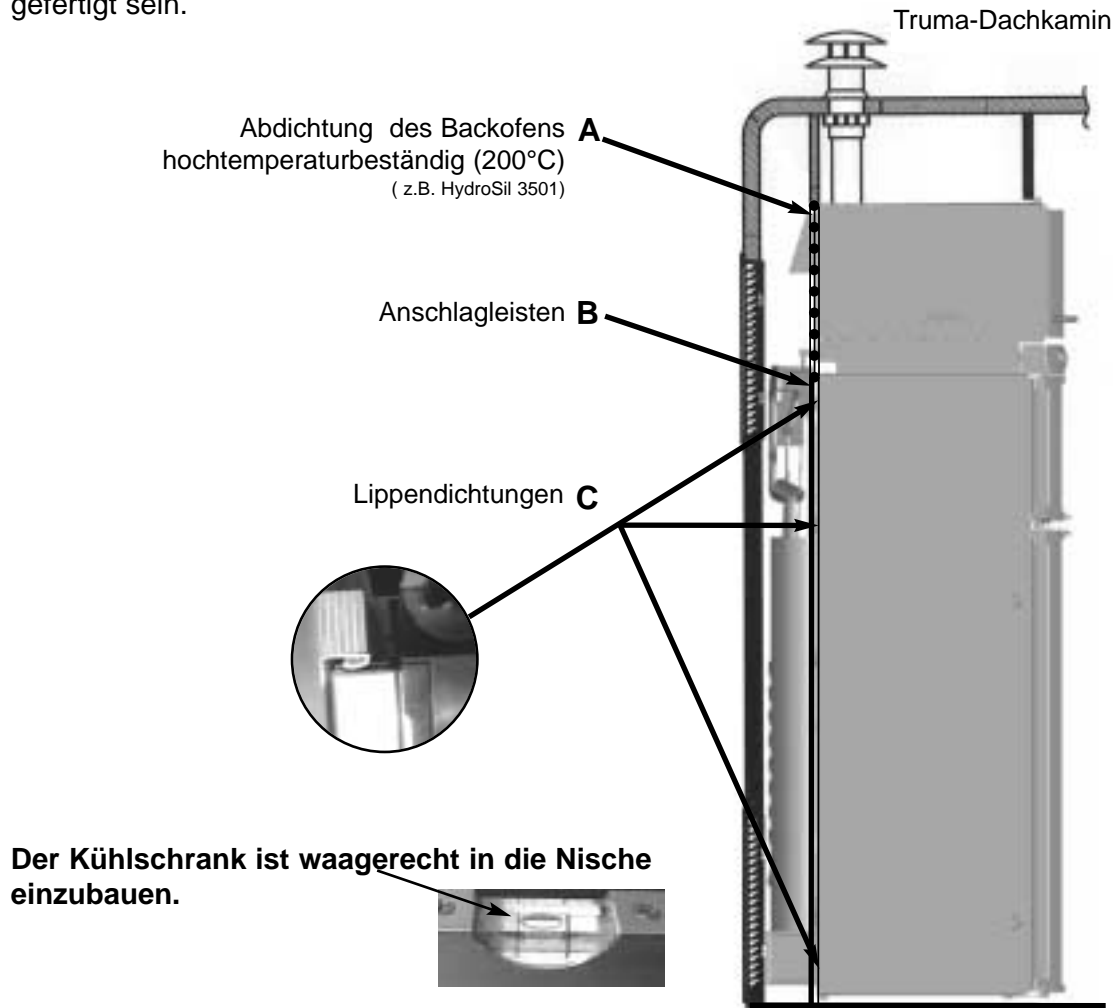 gefertigt sein.
Truma-Dachkamin
Abdichtung des Backofens A
hochtemperaturbeständig (200°C)
( z.B. HydroSil 3501)
Anschlagleisten B
Lippendichtungen C
Der Kühlschrank ist waagerecht in die Nische
einzubauen.